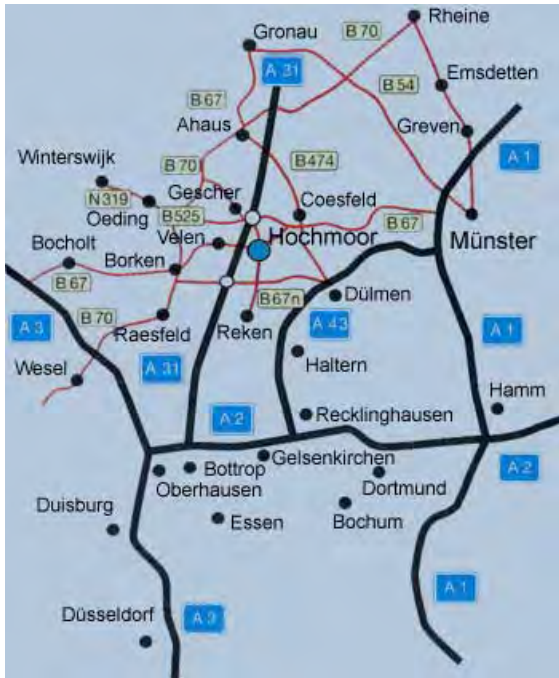 Rheine
B 70
Gronau
A 31
Emsdetten
B 54
B 67
Greven
Ahaus
A 1
Winterswijk
B 70
B474
Gescher
N 319
Coesfeld
Oeding
B525
B 67
Velen
Hochmoor
Münster
Bocholt
Borken
B 67
B 67n
Dülmen
A 3
B 70
Raesfeld
Reken
A 43
A 1
Haltern
Wesel
A 31
Hamm
A 2
Recklinghausen
Gelsenkirchen
A 2
Bottrop
Oberhausen
Dortmund
Duisburg
Essen
Bochum
A 1
Düsseldorf
A 3